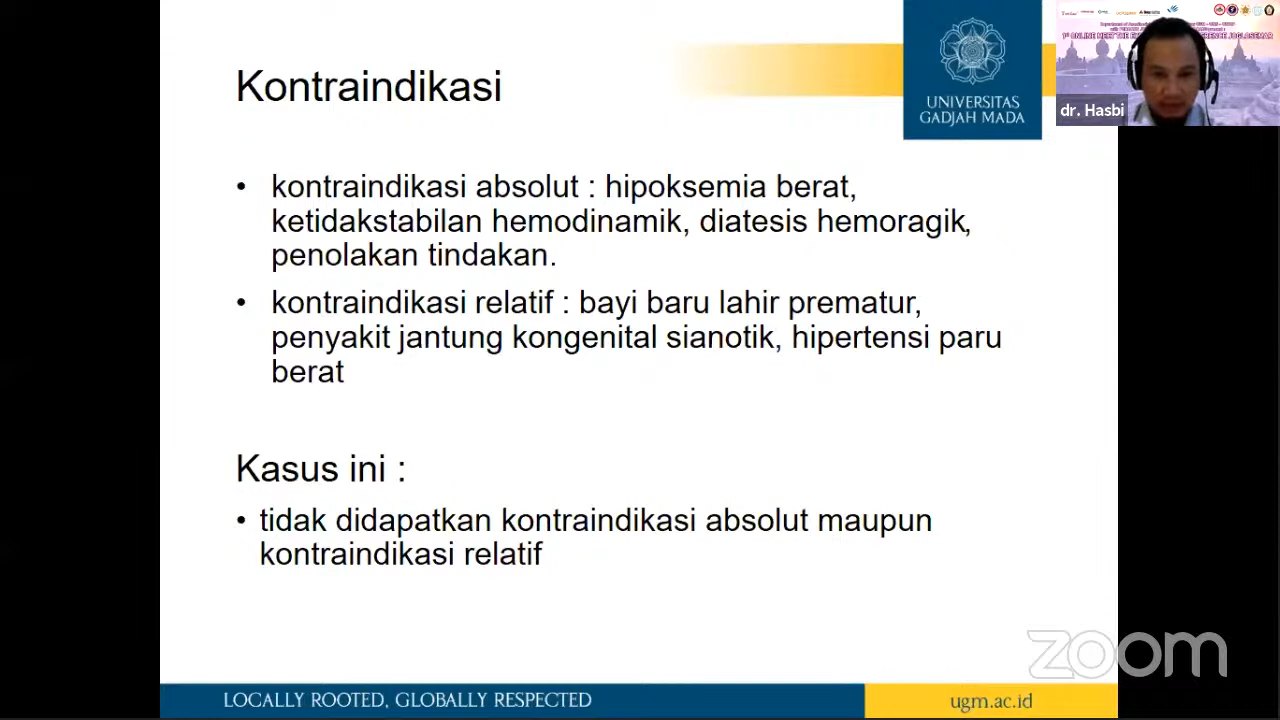 Kontraindikasi
UNIVERSITAS
GADJAH MADA
dr. Hasbi
• kontraindikasi absolut : hipoksemia berat,
ketidakstabilan hemodinamik, diatesis hemoragik,
penolakan tindakan.
• kontraindikasi relatif : bayi baru lahir prematur,
penyakit jantung kongenital sianotik, hipertensi paru
berat
Kasus ini :
• tidak didapatkan kontraindikasi absolut maupun
kontraindikasi relatif
zoom
LOCALLY ROOTED, GLOBALLY RESPECTED
ugm.ac.id